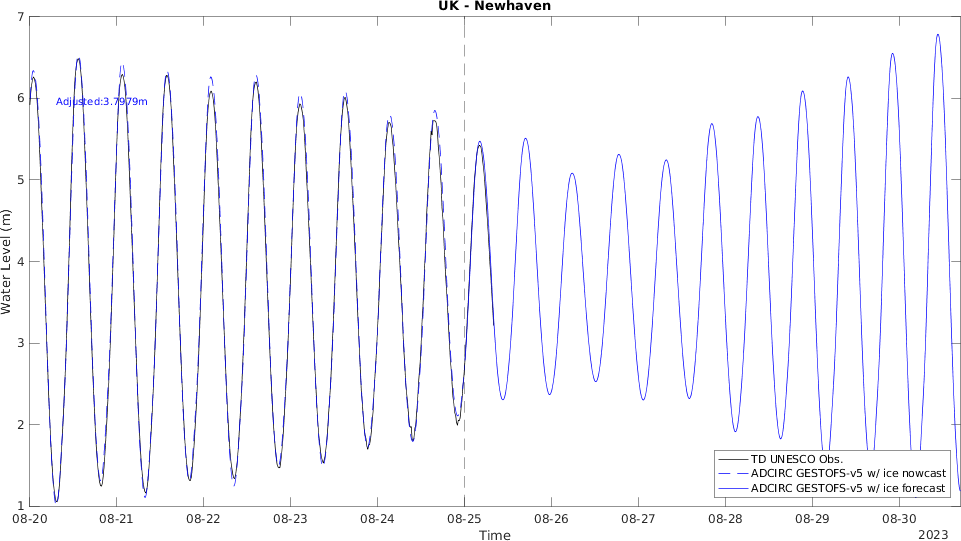 UK - Newhaven
7
6
5
4
3
2
1
Water Level (m)
Adjusted:3.7979m
TD UNESCO Obs.
ADCIRC GESTOFS-v5 w/ ice nowcast
ADCIRC GESTOFS-v5 w/ ice forecast
08-20 08-21 08-22 08-23 08-24 08-25 08-26 08-27 08-28 08-29 08-30
Time
2023